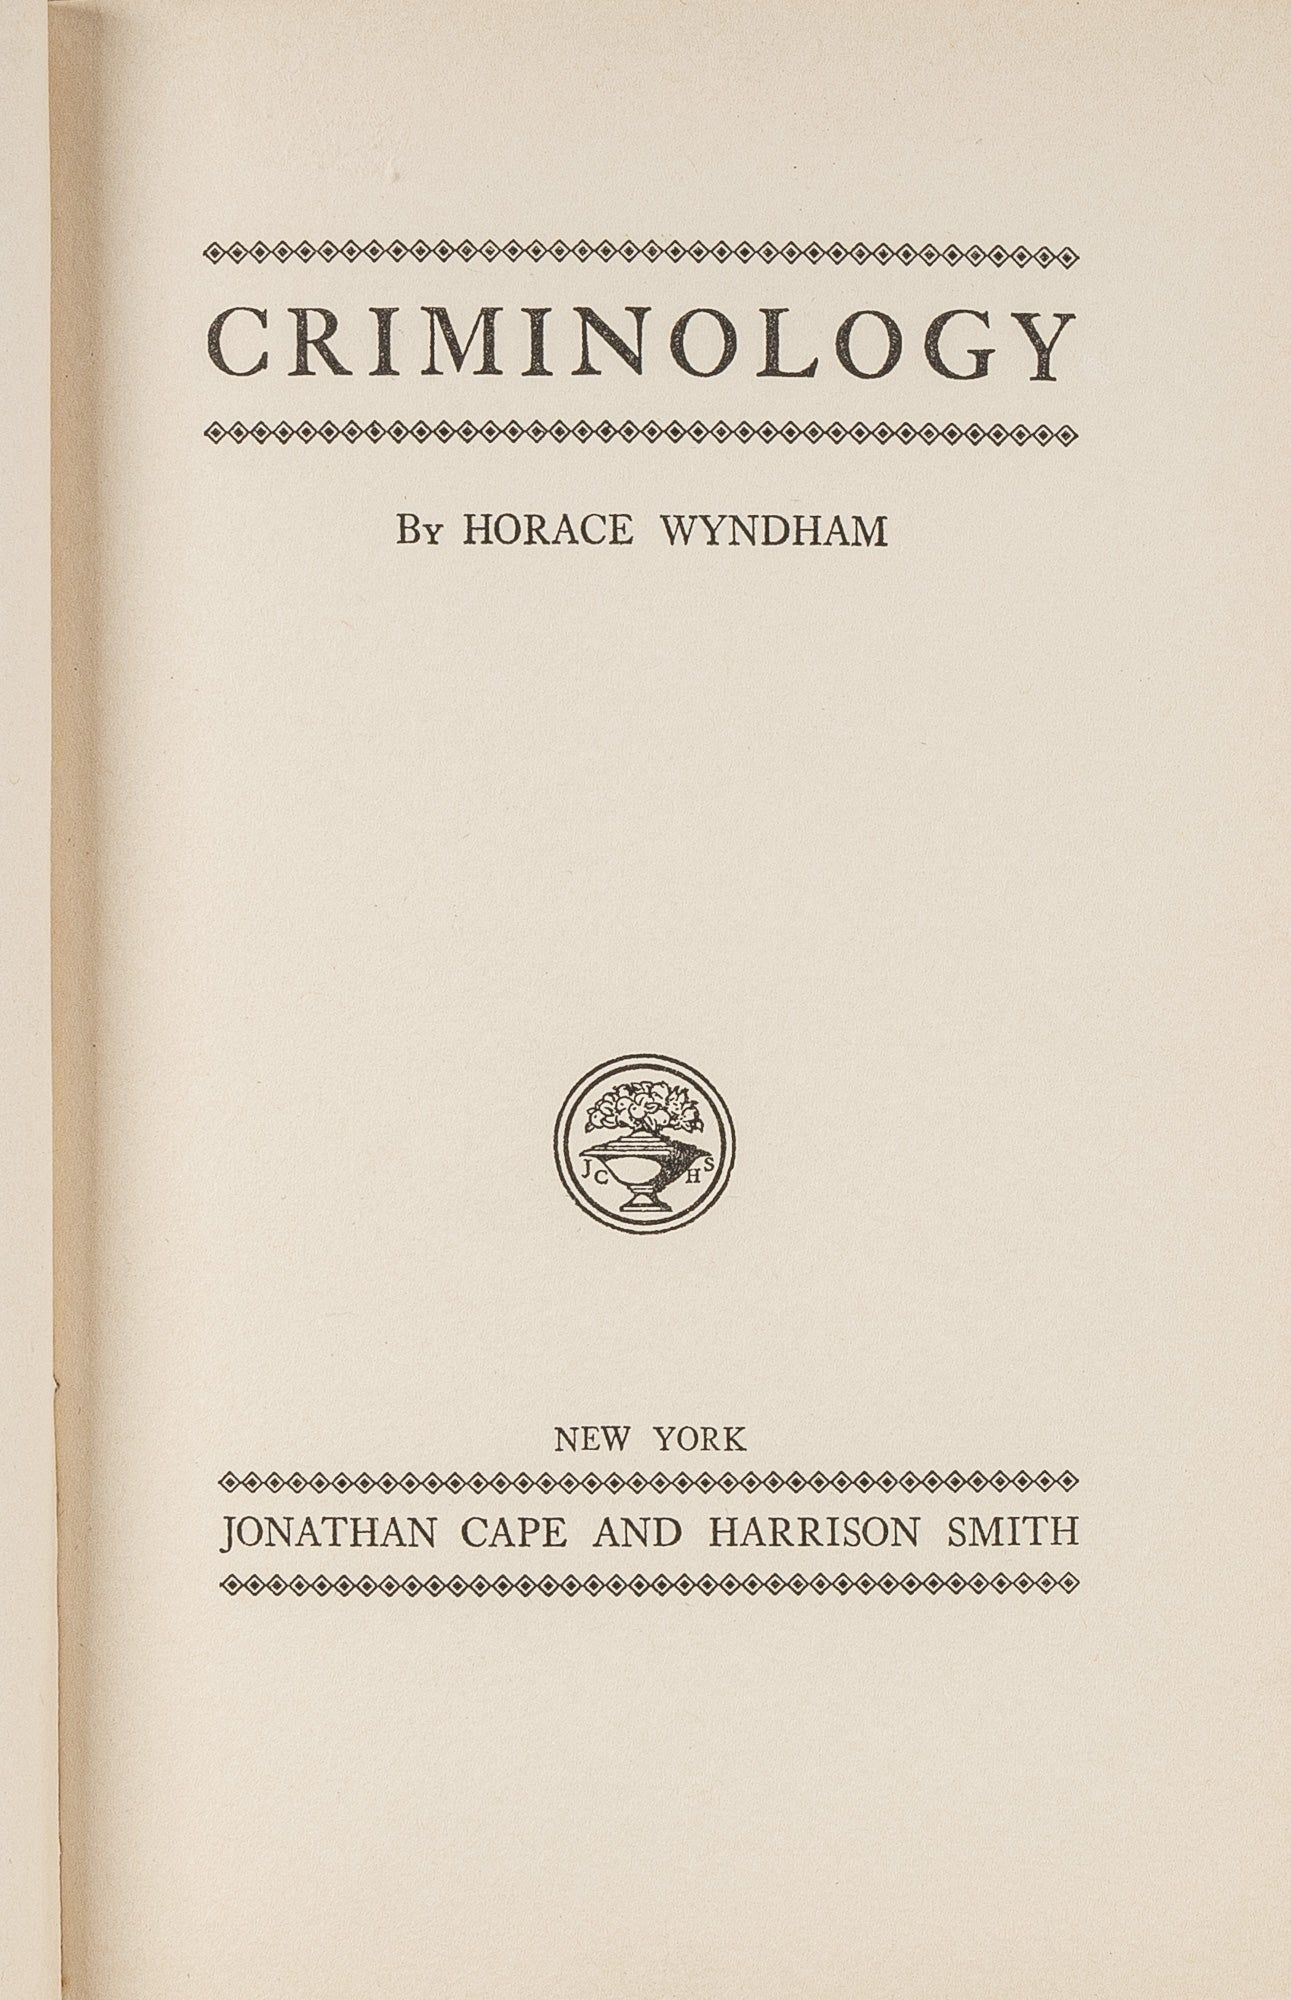 CRIMINOLOGY
By HORACE WYNDHAM
J C H S
NEW YORK
JONATHAN CAPE AND HARRISON SMITH